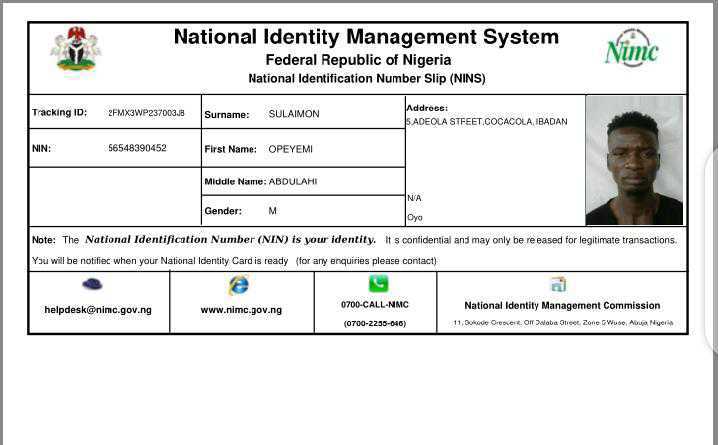 National Identity Management System
Federal Republic of Nigeria
National Identification Number Slip (NINS)
Nimc
Tracking ID: 2FMX3WP237003JB
Surname: SULAIMON
Address:
5,ADEOLA STFEET,COCACOLA, IBADAN
NIN: 56548390452
First Name: OPEYEMI
Middle Name: ABDULAHI
N/A
Gender: M
Oyo
Note: The National Identification Number (NIN) is your identity. It is confidential and may only be released for legitimate transactions.
You will be notified when your National Identity Card is ready (for any enquiries please contact)
helpdesk@nimc.gov.ng
www.nimc.gov.ng
0700-CALL-NIMC
(0700-2255-646)
National Identity Management Commission
11, Sokode Crescent, Off Dalaba Street, Zone 5 Wuse, Abuja Nigeria